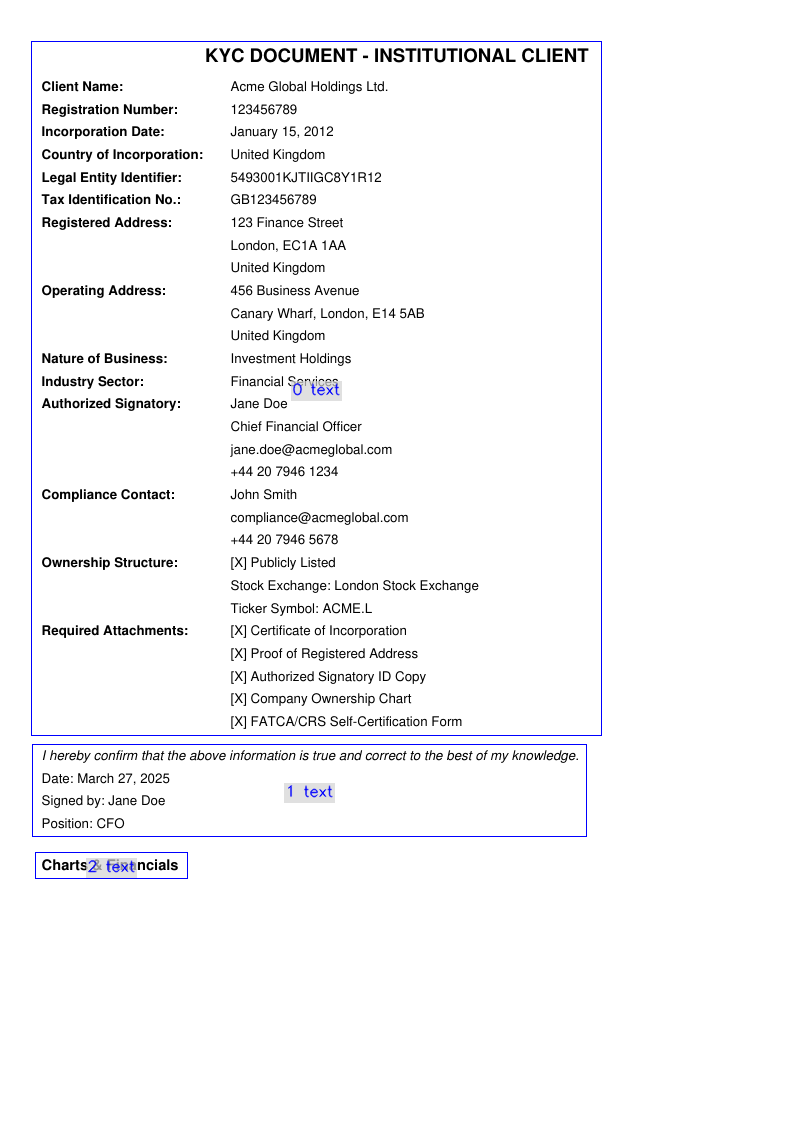 KYC DOCUMENT - INSTITUTIONAL CLIENT
Client Name: Acme Global Holdings Ltd.
Registration Number: 123456789
Incorporation Date: January 15, 2012
Country of Incorporation: United Kingdom
Legal Entity Identifier: 5493001KJTIIGC8Y1R12
Tax Identification No.: GB123456789
Registered Address: 123 Finance Street
London, EC1A 1AA
United Kingdom
Operating Address: 456 Business Avenue
Canary Wharf, London, E14 5AB
United Kingdom
Nature of Business: Investment Holdings
Industry Sector: Financial Services
0 text
Authorized Signatory: Jane Doe
Chief Financial Officer
jane.doe@acmeglobal.com
+44 20 7946 1234
Compliance Contact: John Smith
compliance@acmeglobal.com
+44 20 7946 5678
Ownership Structure: [X] Publicly Listed
Stock Exchange: London Stock Exchange
Ticker Symbol: ACME.L
Required Attachments: [X] Certificate of Incorporation
[X] Proof of Registered Address
[X] Authorized Signatory ID Copy
[X] Company Ownership Chart
[X] FATCA/CRS Self-Certification Form
I hereby confirm that the above information is true and correct to the best of my knowledge.
Date: March 27, 2025
1 text
Signed by: Jane Doe
Position: CFO
Charts & Financials
2 text